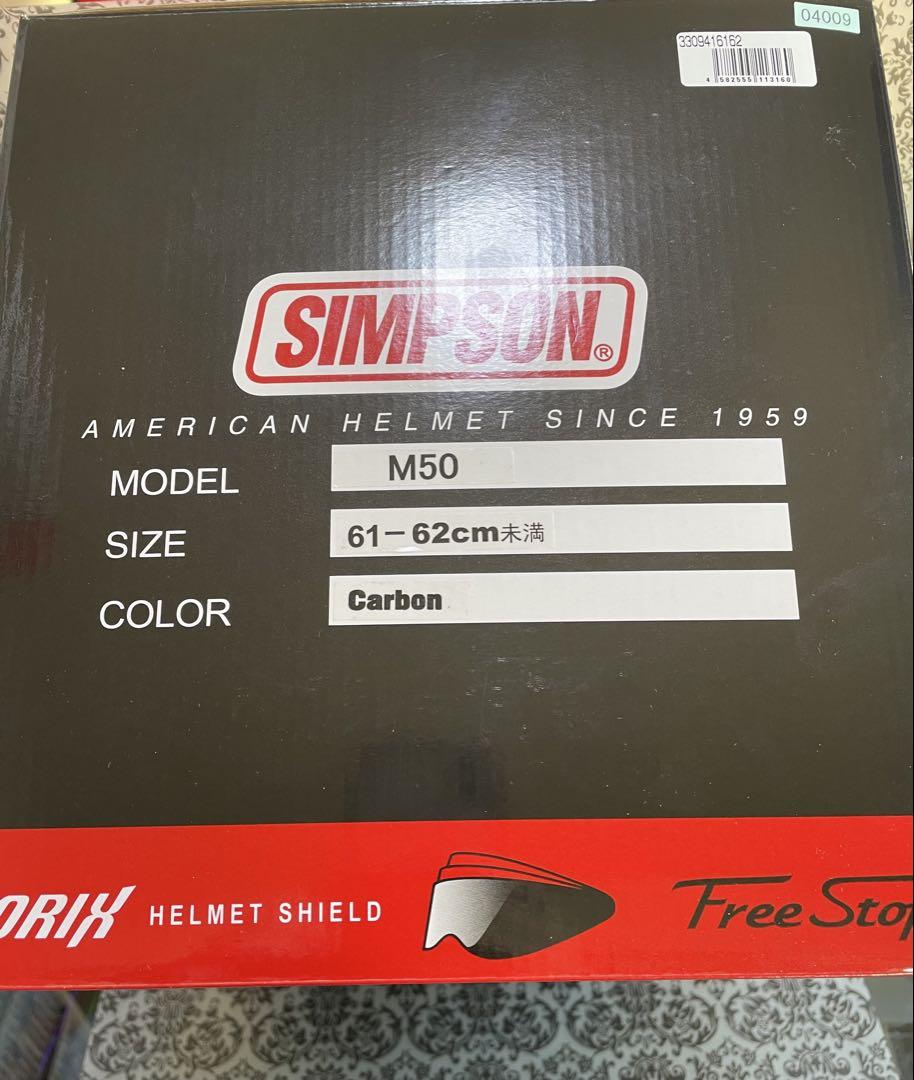 04009
3309416162
4 582555 113160
SIMPSON®
AMERICAN HELMET SINCE 1959
MODEL M50
SIZE 61-62cm未満
COLOR Carbon
ORIX HELMET SHIELD Free Stop